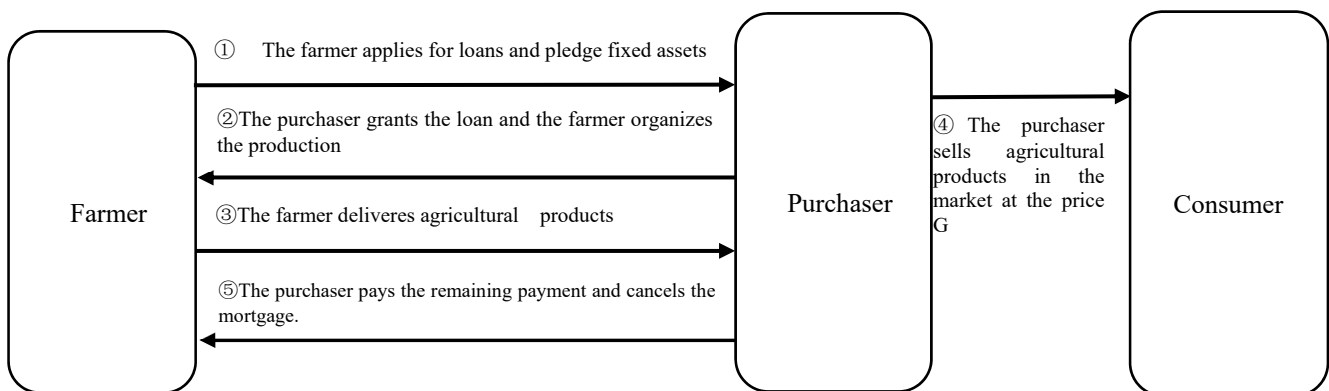 ① The farmer applies for loans and pledge fixed assets
②The purchaser grants the loan and the farmer organizes
the production
Farmer
③The farmer deliveres agricultural products
⑤The purchaser pays the remaining payment and cancels the
mortgage.
Purchaser
④ The purchaser
sells agricultural
products in the
market at the price
G
Consumer